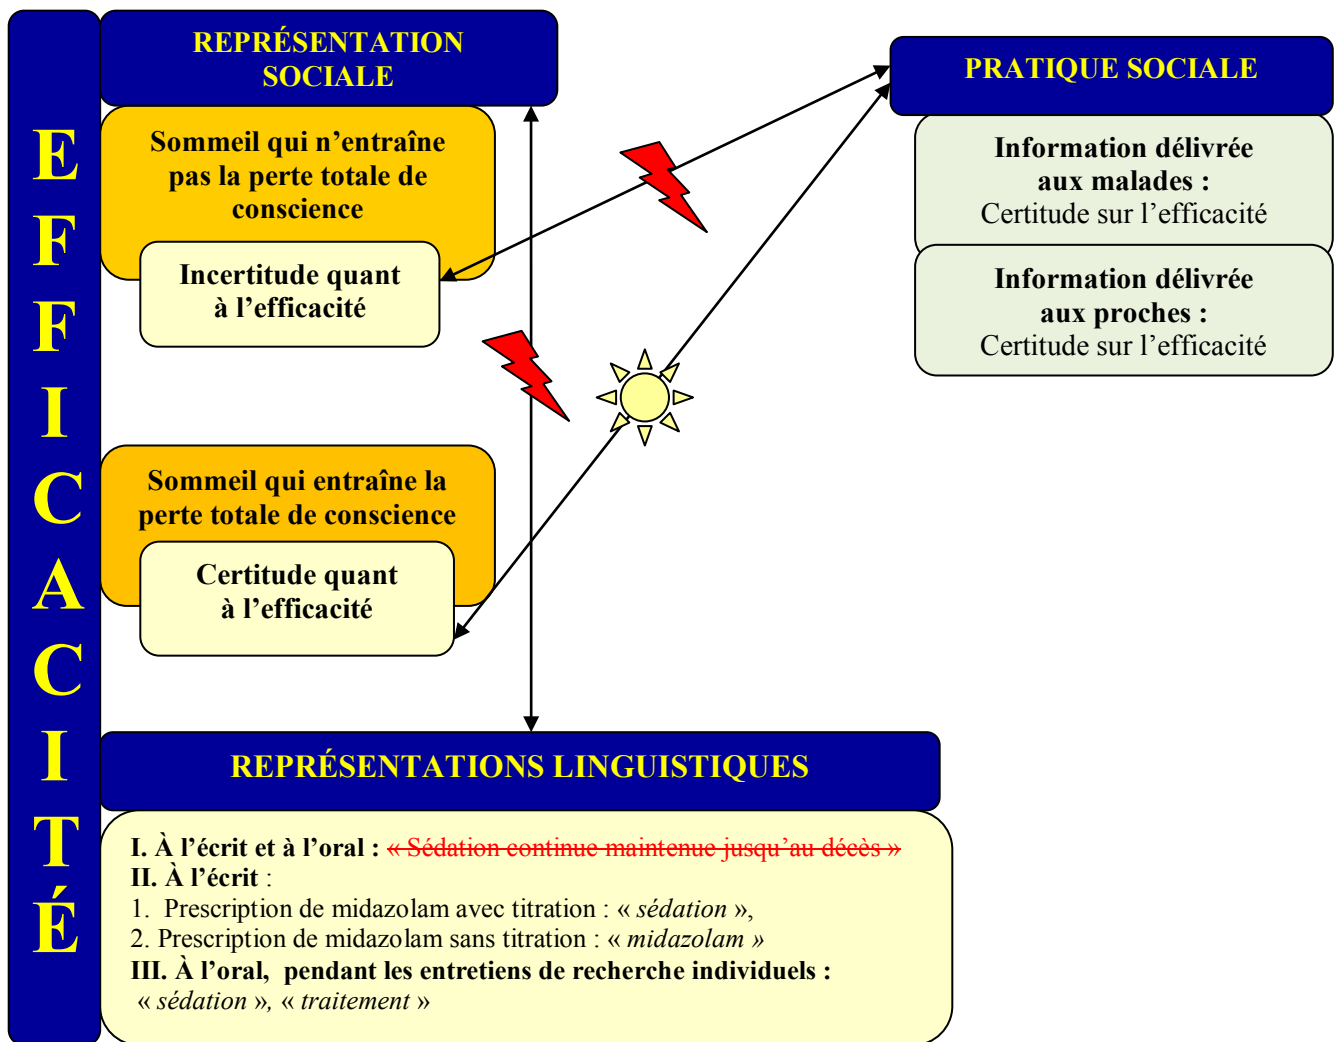 EFFICACITÉ
REPRÉSENTATION
SOCIALE
Sommeil qui n’entraîne
pas la perte totale de
conscience
Incertitude quant
à l’efficacité
Sommeil qui entraîne la
perte totale de conscience
Certitude quant
à l’efficacité
PRATIQUE SOCIALE
Information délivrée
aux malades :
Certitude sur l’efficacité
Information délivrée
aux proches :
Certitude sur l’efficacité
REPRÉSENTATIONS LINGUISTIQUES
I. À l’écrit et à l’oral : « Sédation continue maintenue jusqu’au décès »
II. À l’écrit :
1. Prescription de midazolam avec titration : « sédation »,
2. Prescription de midazolam sans titration : « midazolam »
III. À l’oral, pendant les entretiens de recherche individuels :
« sédation », « traitement »